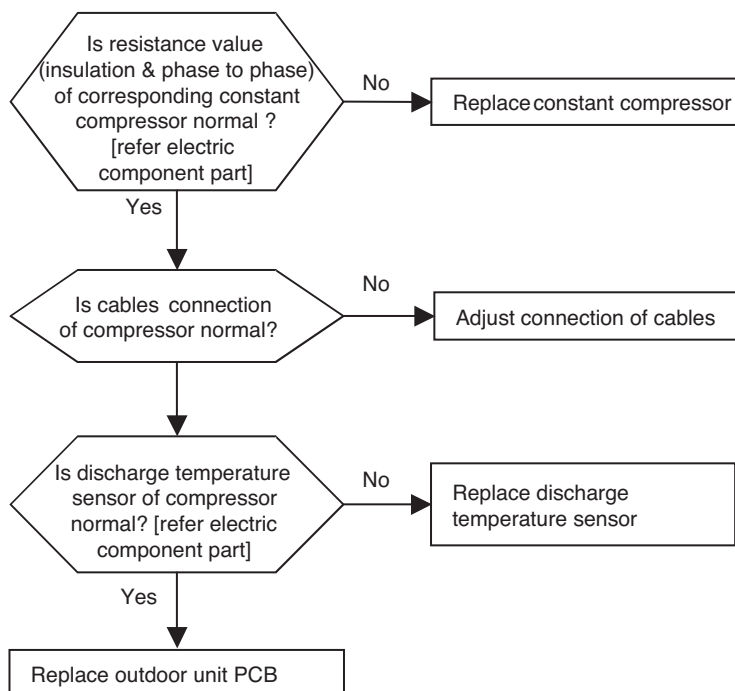 Is resistance value
(insulation & phase to phase)
of corresponding constant
compressor normal ?
[refer electric
component part]
No
Replace constant compressor
Yes
Is cables connection
of compressor normal?
No
Adjust connection of cables
Is discharge temperature
sensor of compressor
normal? [refer electric
component part]
No
Replace discharge
temperature sensor
Yes
Replace outdoor unit PCB